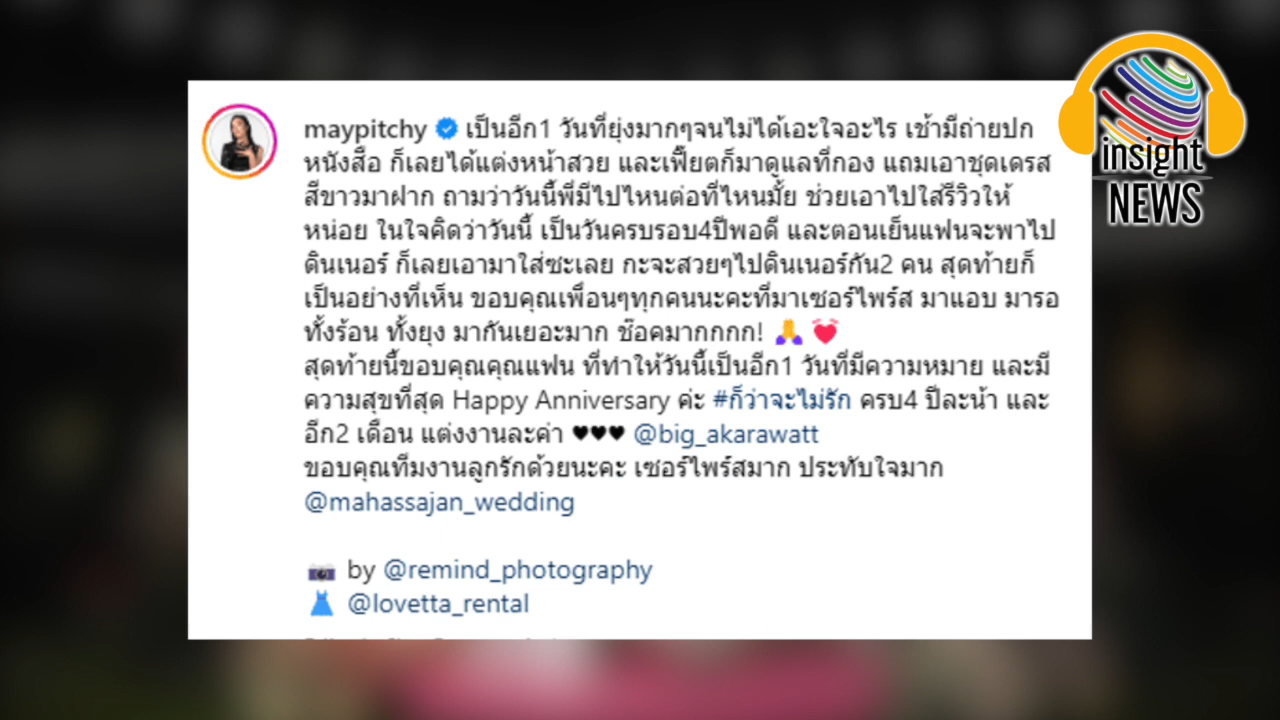 insight
NEWS
maypitchy เป็นอีก1 วันที่ยุ่งมากๆจนไม่ได้เอะใจอะไร เช้ามีถ่ายปก
หนังสือ ก็เลยได้แต่งหน้าสวย และเฟี๊ยตก็มาดูแลที่กอง แถมเอาชุดเดรส
สีขาวมาฝาก ถามว่าวันนี้พี่มีไปไหนต่อที่ไหนมั้ย ช่วยเอาไปใส่รีวิวให้
หน่อย ในใจคิดว่าวันนี้ เป็นวันครบรอบ4ปีพอดี และตอนเย็นแฟนจะพาไป
ดินเนอร์ ก็เลยเอามาใส่ซะเลย กะจะสวยๆไปดินเนอร์กัน2 คน สุดท้ายก็
เป็นอย่างที่เห็น ขอบคุณเพื่อนๆทุกคนนะคะที่มาเซอร์ไพร์ส มาแอบ มารอ
ทั้งร้อน ทั้งยุง มากันเยอะมาก ช๊อคมากกกก! 🙏 💓
สุดท้ายนี้ขอบคุณคุณแฟน ที่ทำให้วันนี้เป็นอีก1 วันที่มีความหมาย และมี
ความสุขที่สุด Happy Anniversary ค่ะ #ก็ว่าจะไม่รัก ครบ4 ปีละน้า และ
อีก2 เดือน แต่งงานละค่า ♥♥♥ @big_akarawatt
ขอบคุณทีมงานลูกรักด้วยนะคะ เซอร์ไพร์สมาก ประทับใจมาก
@mahassajan_wedding
📷 by @remind_photography
👗 @lovetta_rental